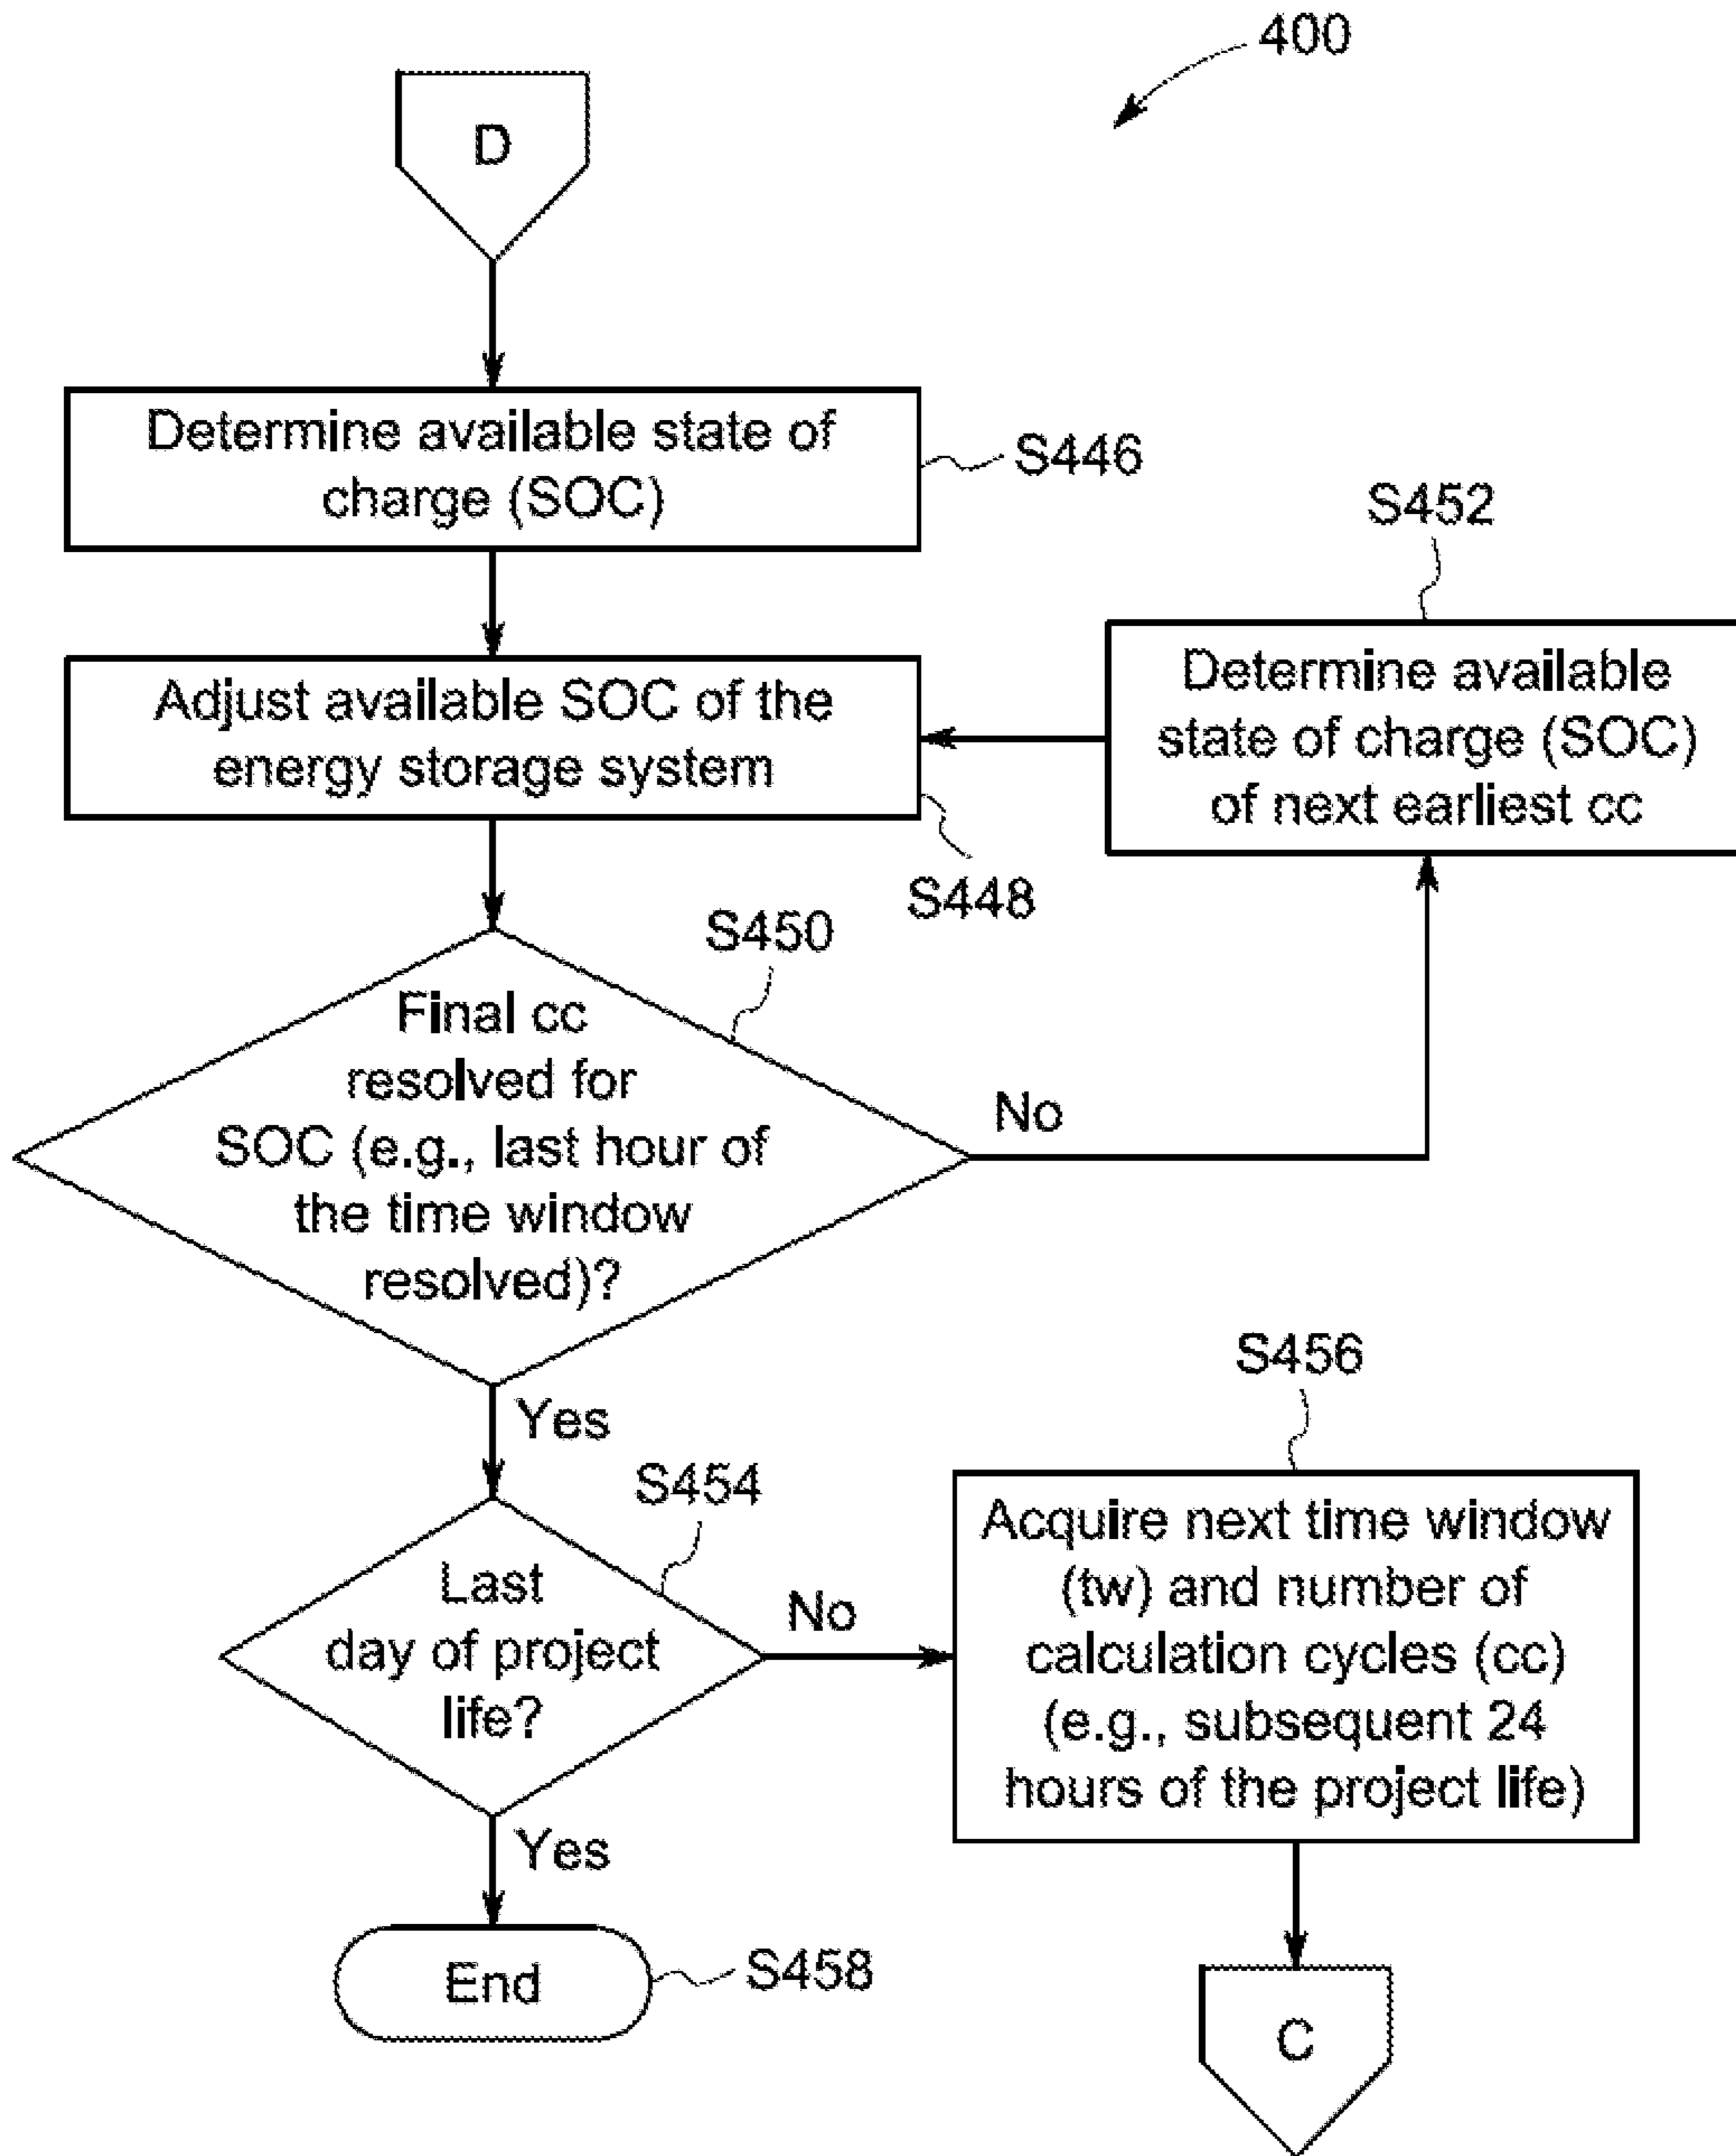 400
D
Determine available state of
charge (SOC)
S446
S452
Determine available
state of charge (SOC)
of next earliest cc
Adjust available SOC of the
energy storage system
S448
S450
Final cc
resolved for
SOC (e.g., last hour of
the time window
resolved)?
No
Yes
S456
S454
Last
day of project
life?
No
Acquire next time window
(tw) and number of
calculation cycles (cc)
(e.g., subsequent 24
hours of the project life)
Yes
End
S458
C